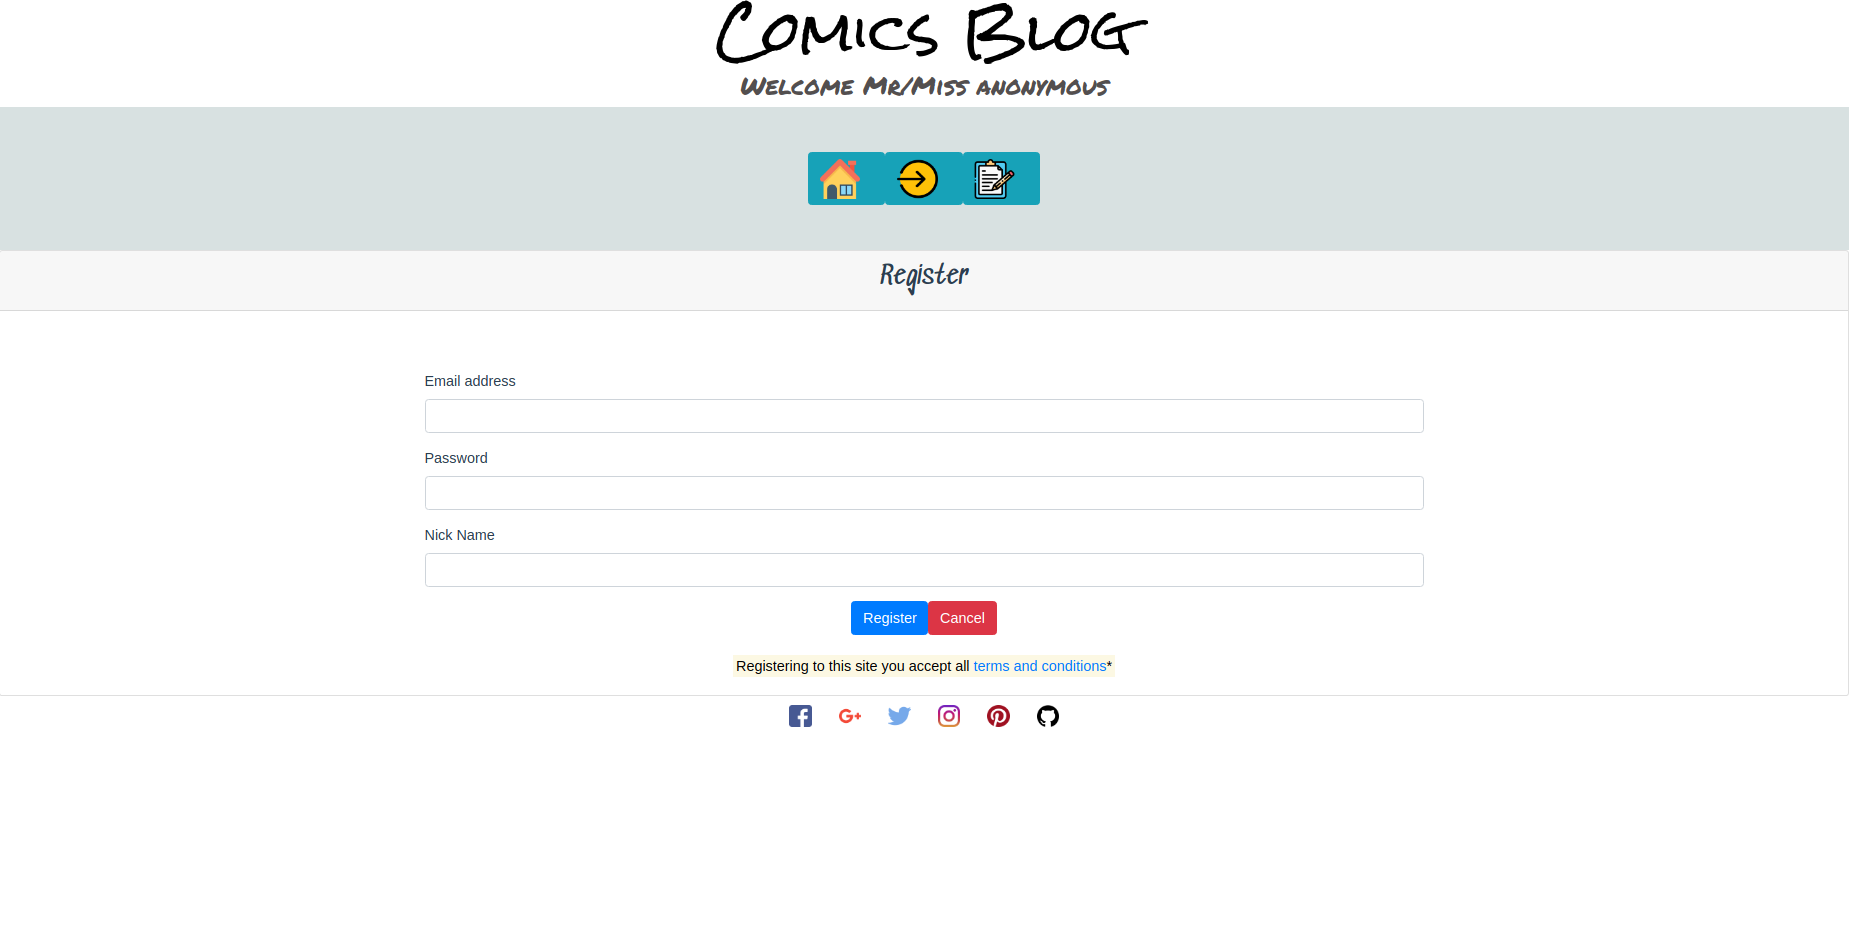 Comics Blog
Welcome Mr/Miss anonymous
Register
Email address
Password
Nick Name
Register Cancel
Registering to this site you accept all terms and conditions*